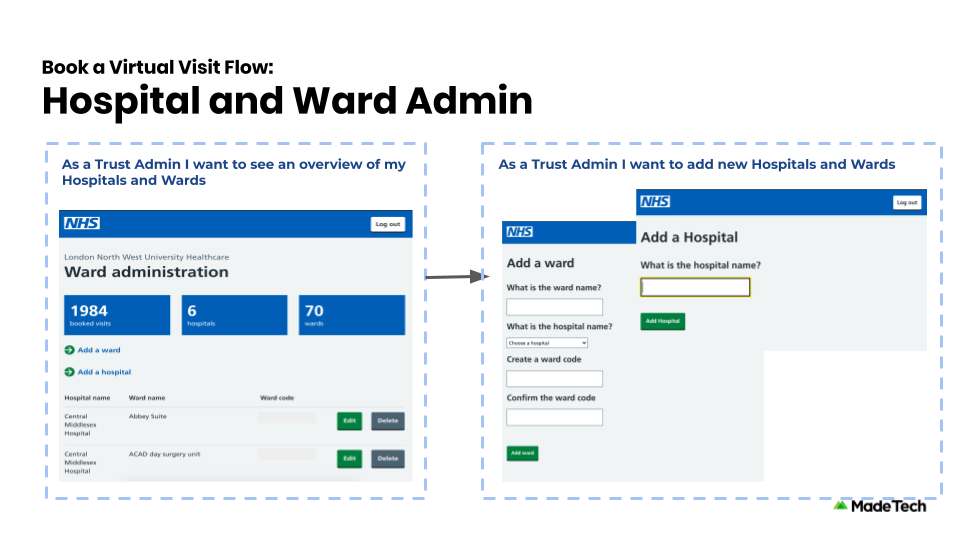 Book a Virtual Visit Flow:
Hospital and Ward Admin
As a Trust Admin I want to see an overview of my
Hospitals and Wards
NHS
Log out
London North West University Healthcare
Ward administration
1984
booked visits
6
hospitals
70
wards
Add a ward
Add a hospital
Hospital name Ward name Ward code
Central
Middlesex
Hospital
Abbey Suite
Edit
Delete
Central
Middlesex
Hospital
ACAD day surgery unit
Edit
Delete
As a Trust Admin I want to add new Hospitals and Wards
NHS
Add a ward
What is the ward name?
What is the hospital name?
Choose a hospital
Create a ward code
Confirm the ward code
Add ward
NHS
Log out
Add a Hospital
What is the hospital name?
Add Hospital
MadeTech